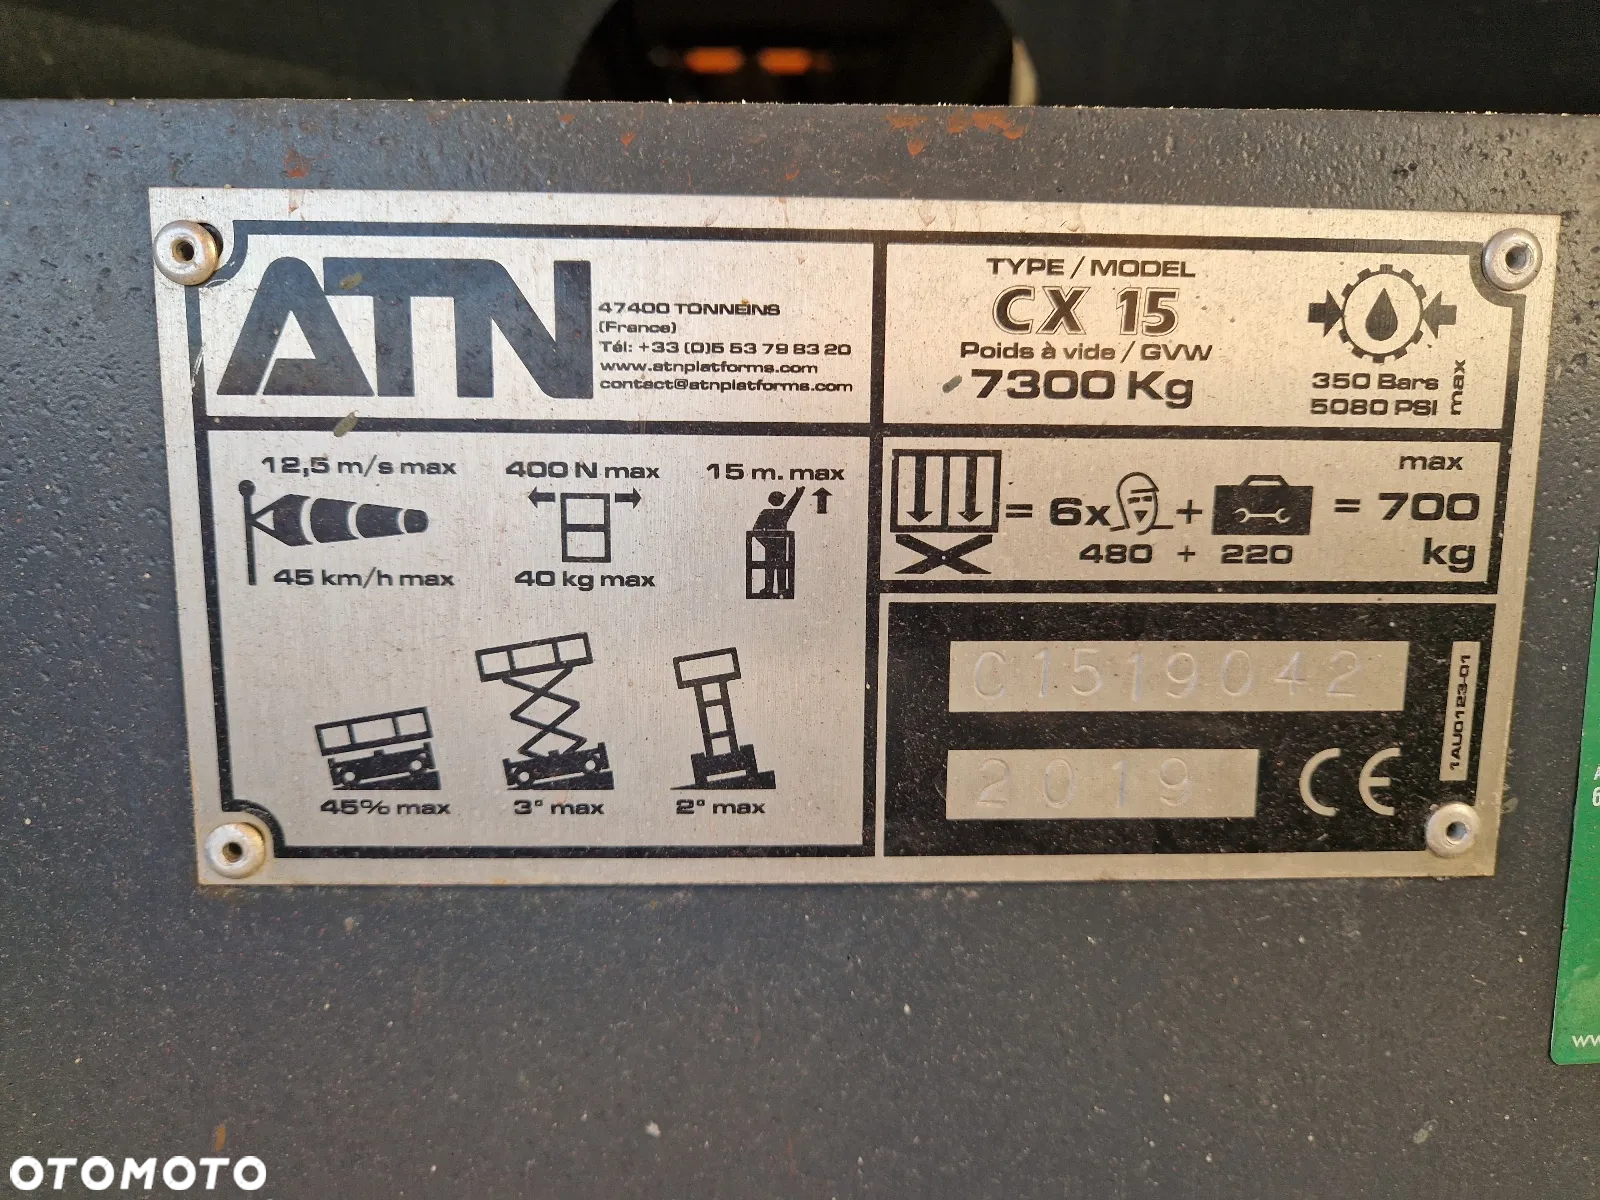 ATN
47400 TONNEINS
(France)
Tél: +33 (0)5 53 79 83 20
www.atnplatforms.com
contact@atnplatforms.com
TYPE / MODEL
CX 15
Poids à vide / GVW
7300 Kg
350 Bars
5080 PSI
max
12,5 m/s max
45 km/h max
400 N max
40 kg max
15 m. max
45% max
3° max
2° max
= 6x + = 700
max
480 + 220
kg
C1519042
2019
CE
1AU0123-01
OTOMOTO